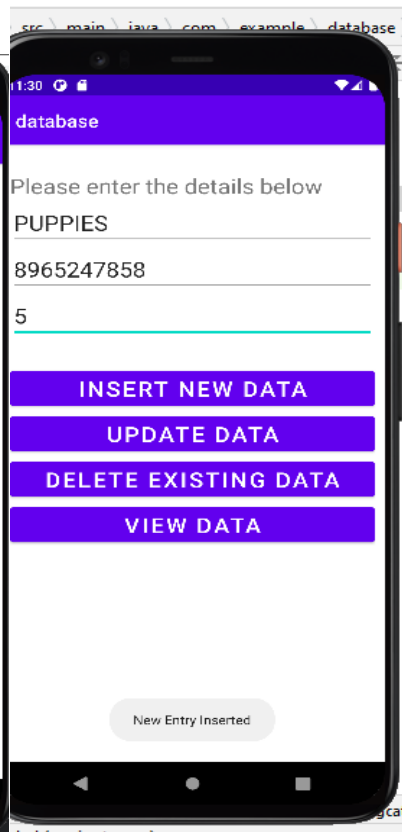 src main java com example database
11:30
database
Please enter the details below
PUPPIES
8965247858
5
INSERT NEW DATA
UPDATE DATA
DELETE EXISTING DATA
VIEW DATA
New Entry Inserted